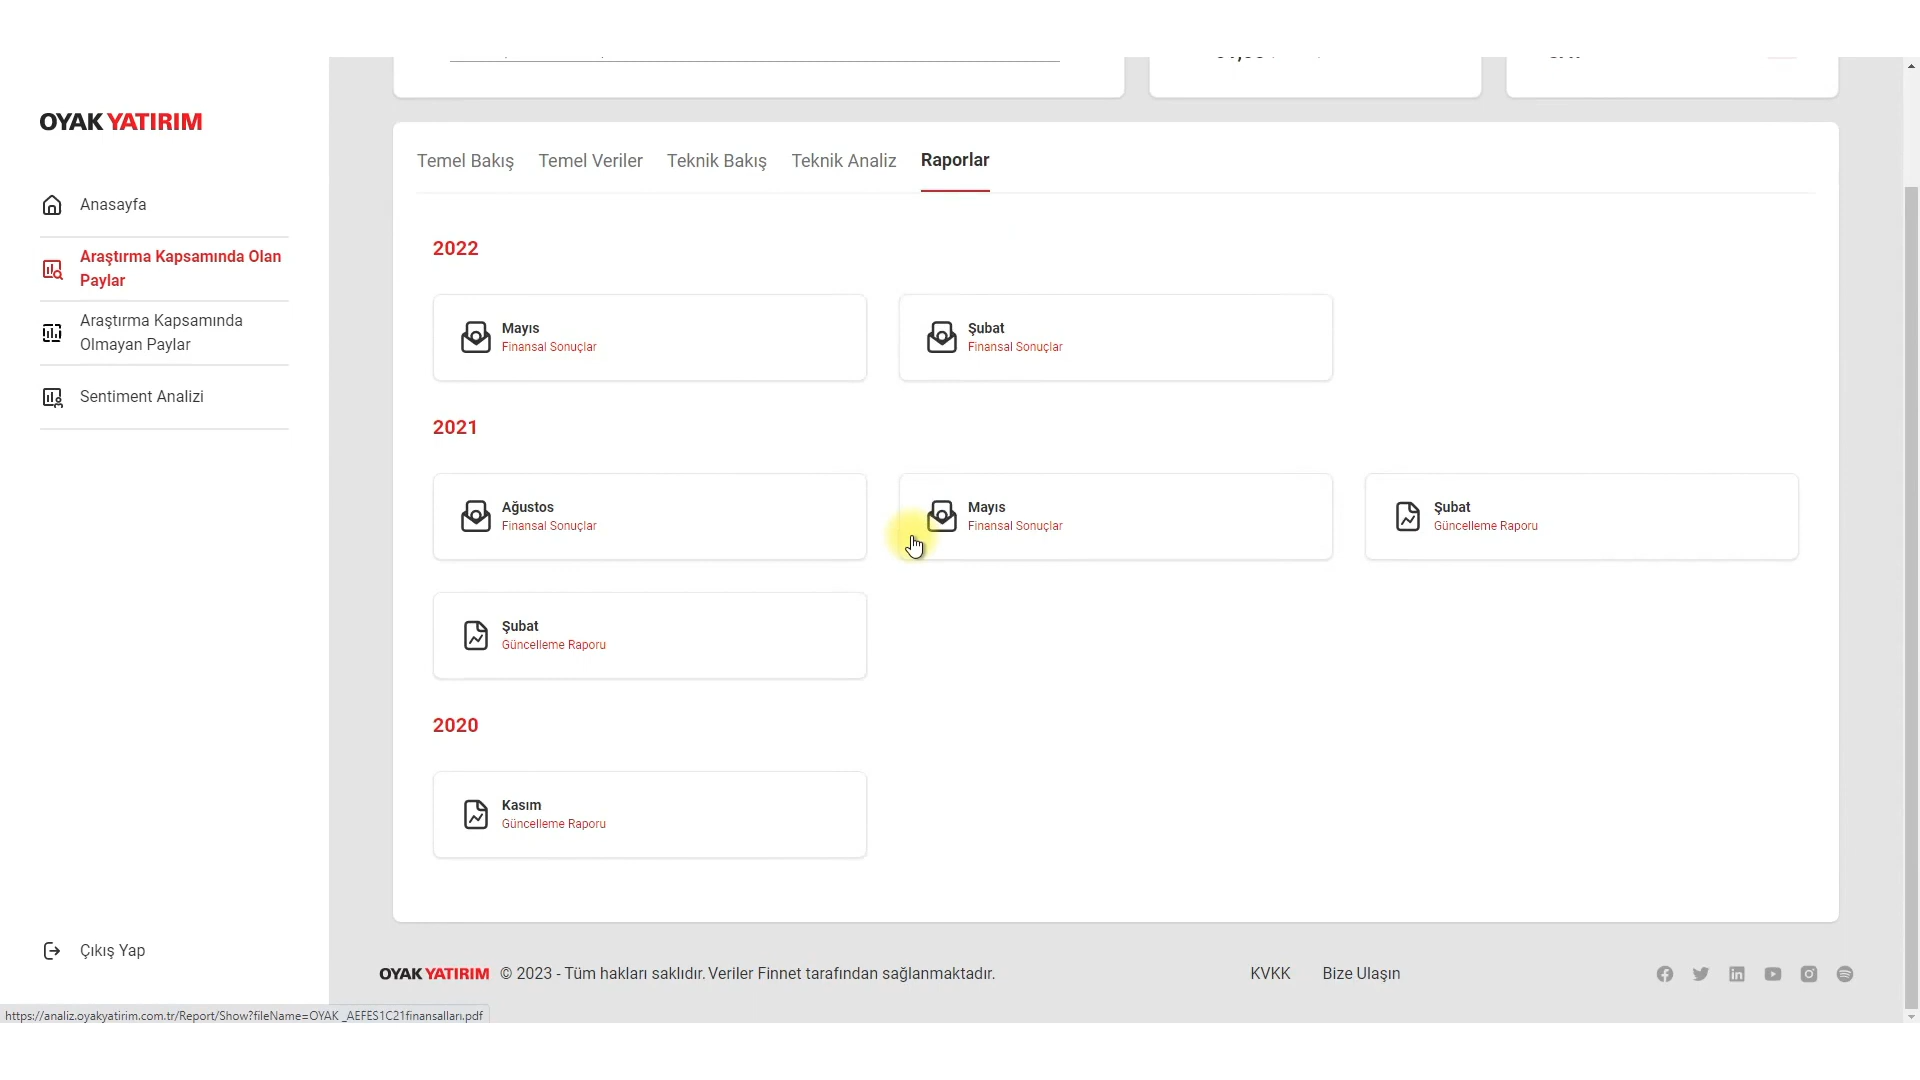 OYAK YATIRIM
Anasayfa
Araştırma Kapsamında Olan
Paylar
Araştırma Kapsamında
Olmayan Paylar
Sentiment Analizi
Çıkış Yap
Temel Bakış
Temel Veriler
Teknik Bakış
Teknik Analiz
Raporlar
2022
Mayıs
Finansal Sonuçlar
Şubat
Finansal Sonuçlar
2021
Ağustos
Finansal Sonuçlar
Mayıs
Finansal Sonuçlar
Şubat
Güncelleme Raporu
Şubat
Güncelleme Raporu
2020
Kasım
Güncelleme Raporu
OYAK YATIRIM © 2023 - Tüm hakları saklıdır. Veriler Finnet tarafından sağlanmaktadır.
KVKK
Bize Ulaşın
https://analiz.oyakyatirim.com.tr/Report/Show?fileName=OYAK _AEFES1C21finansalları.pdf